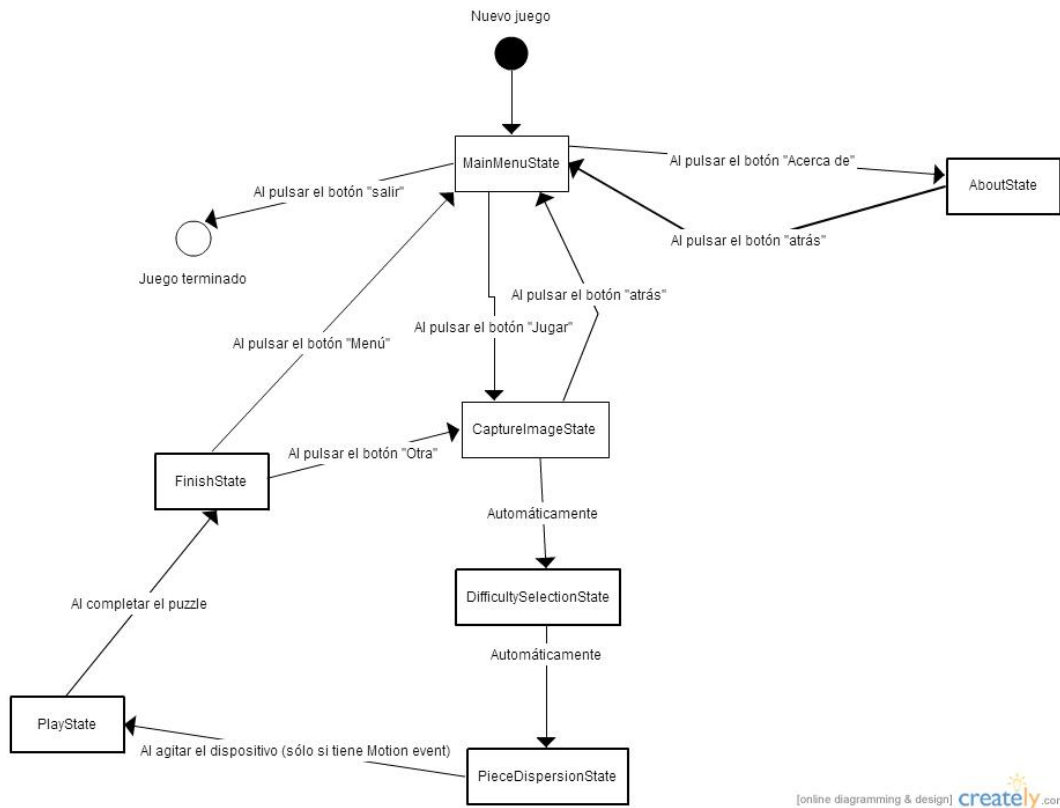 Nuevo juego
MainMenuState
Al pulsar el botón "Acerca de"
AboutState
Al pulsar el botón "salir"
Al pulsar el botón "atrás"
Juego terminado
Al pulsar el botón "atrás"
Al pulsar el botón "Jugar"
Al pulsar el botón "Menú"
CaptureImageState
Al pulsar el botón "Otra"
FinishState
Automáticamente
DifficultySelectionState
Al completar el puzzle
Automáticamente
PlayState
Al agitar el dispositivo (sólo si tiene Motion event)
PieceDispersionState
[online diagramming & design] creately.com